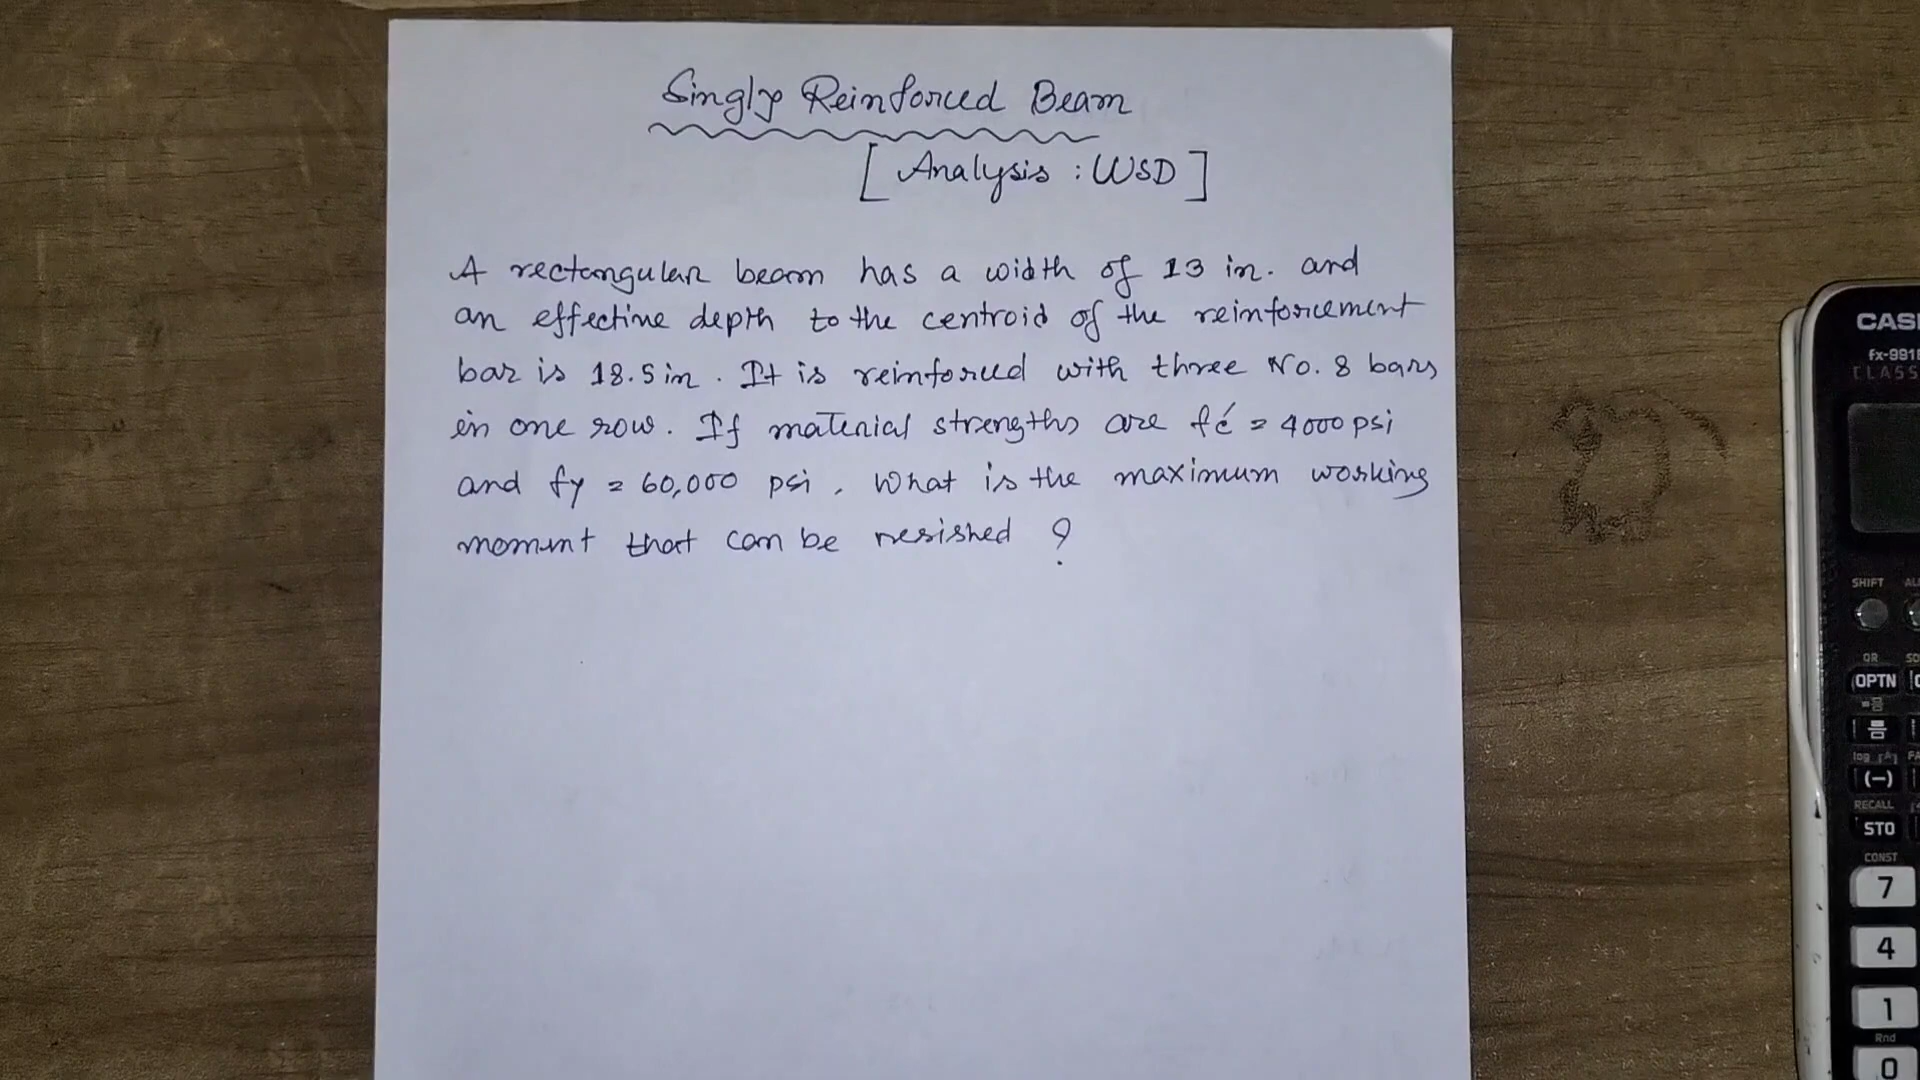 Singly Reinforced Beam
[Analysis : WSD]
A rectangular beam has a width of 13 in. and
an effective depth to the centroid of the reinforcement
bar is 18.5 in. It is reinforced with three No. 8 bars
in one row. If material strengths are fć = 4000 psi
and fy = 60,000 psi. What is the maximum working
moment that can be resisted ?
CAS
fx-991
CLASS
SHIFT
OPTN
(-)
RECALL
STO
CONST
7
4
1
Rnd
0